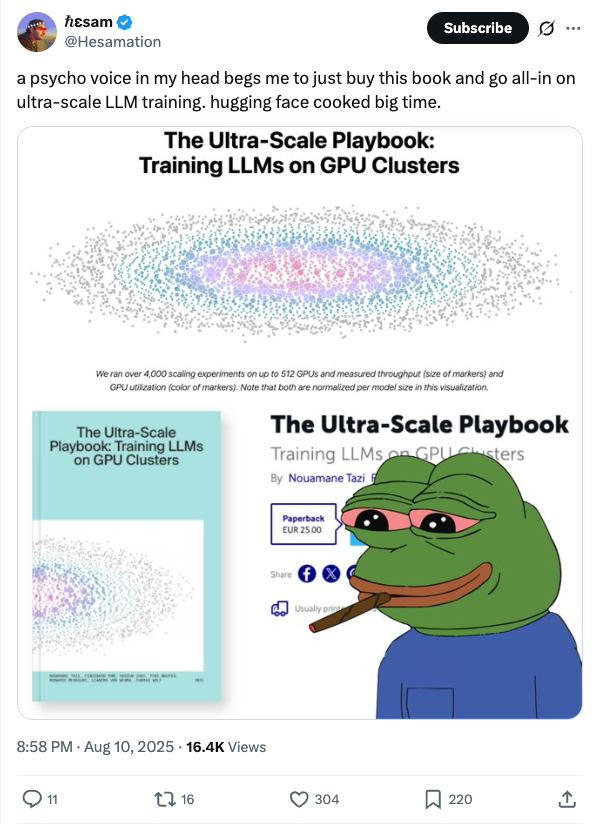 ℏεsam
@Hesamation
Subscribe
a psycho voice in my head begs me to just buy this book and go all-in on
ultra-scale LLM training. hugging face cooked big time.
The Ultra-Scale Playbook:
Training LLMs on GPU Clusters
We ran over 4,000 scaling experiments on up to 512 GPUs and measured throughput (size of markers) and
GPU utilization (color of markers). Note that both are normalized per model size in this visualization.
The Ultra-Scale
Playbook: Training LLMs
on GPU Clusters
The Ultra-Scale Playbook
Training LLMs on GPU Clusters
By Nouamane Tazi
Paperback
EUR 25.00
Share
Usually
8:58 PM · Aug 10, 2025 · 16.4K Views
11
16
304
220